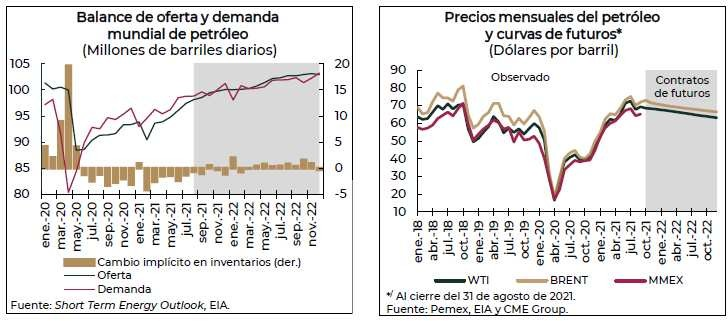 Balance de oferta y demanda
mundial de petróleo
(Millones de barriles diarios)
105
100
95
90
85
80
20
15
10
5
0
-5
ene.-20
mar.-20
may.-20
jul.-20
sep.-20
nov.-20
ene.-21
mar.-21
may.-21
jul.-21
sep.-21
nov.-21
ene.-22
mar.-22
may.-22
jul.-22
sep.-22
nov.-22
Cambio implícito en inventarios (der.)
Oferta
Demanda
Fuente: Short Term Energy Outlook, EIA.
Precios mensuales del petróleo
y curvas de futuros*
(Dólares por barril)
90
80
70
60
50
40
30
20
10
Observado
Contratos
de futuros
ene.-18
abr.-18
jul.-18
oct.-18
ene.-19
abr.-19
jul.-19
oct.-19
ene.-20
abr.-20
jul.-20
oct.-20
ene.-21
abr.-21
jul.-21
oct.-21
ene.-22
abr.-22
jul.-22
oct.-22
WTI BRENT MMEX
*/ Al cierre del 31 de agosto de 2021.
Fuente: Pemex, EIA y CME Group.